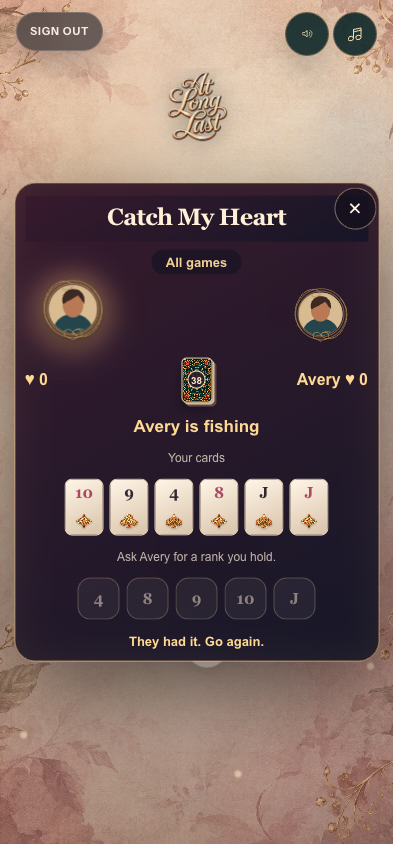 SIGN OUT
At
Long
Last
Catch My Heart
All games
♥ 0
38
Avery ♥ 0
Avery is fishing
Your cards
10 9 4 8 J J
Ask Avery for a rank you hold.
4 8 9 10 J
They had it. Go again.